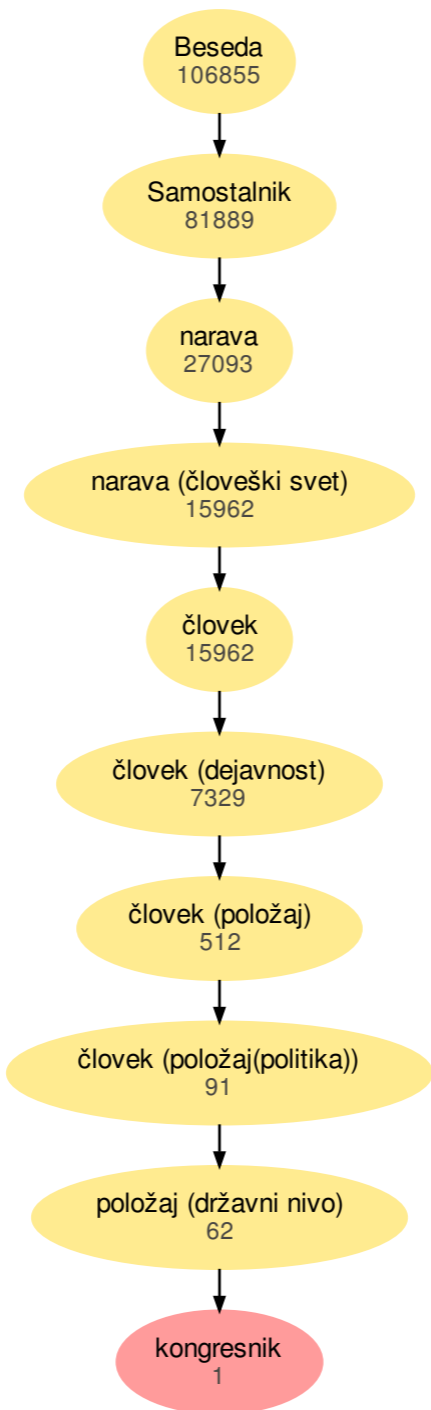 Beseda
106855
Samostalnik
81889
narava
27093
narava (človeški svet)
15962
človek
15962
človek (dejavnost)
7329
človek (položaj)
512
človek (položaj(politika))
91
položaj (državni nivo)
62
kongresnik
1